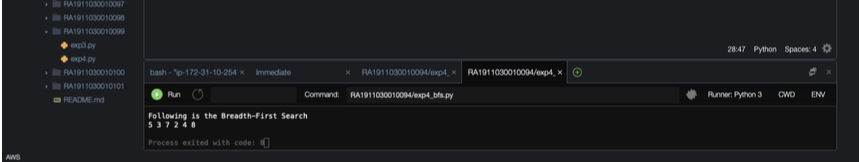 RA1911030010097
RA1911030010098
RA1911030010099
exp3.py
exp4.py
RA1911030010100
RA1911030010101
README.md
28:47 Python Spaces: 4
bash - "ip-172-31-10-254 × Immediate × RA1911030010094/exp4_ × RA1911030010094/exp4_ ×
Run Command: RA1911030010094/exp4_bfs.py Runner: Python 3 CWD ENV
Following is the Breadth-First Search
5 3 7 2 4 8
Process exited with code: 0
AWS